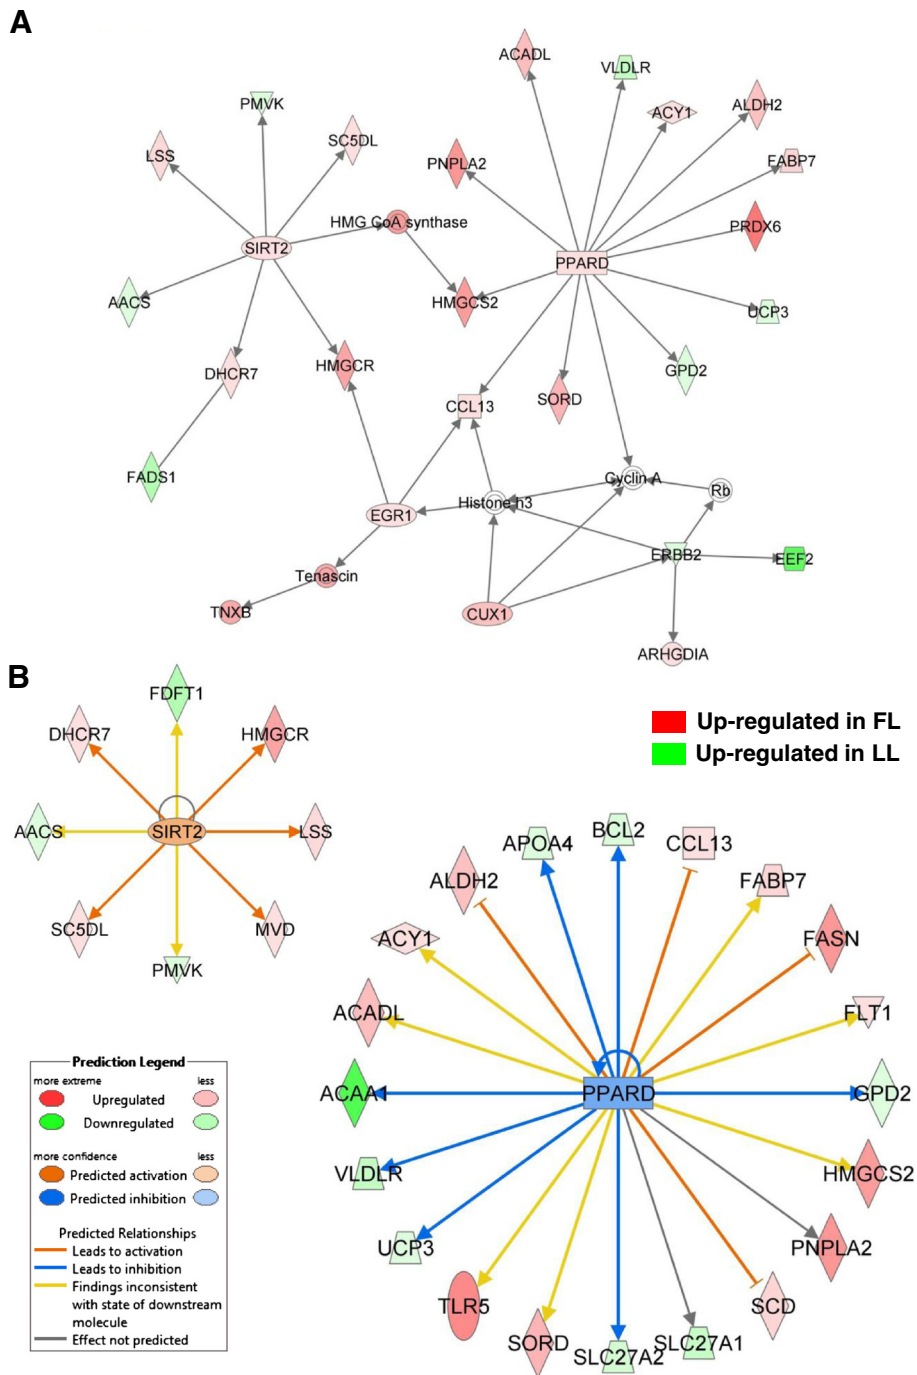 A
ACADL
VLDLR
PMVK
ACY1
ALDH2
LSS
SC5DL
PNPLA2
FABP7
HMG CoA synthase
PRDX6
SIRT2
PPARD
AACS
HMGCS2
UCP3
DHCR7
HMGCR
GPD2
CCL13
SORD
FADS1
Cyclin A
Rb
Histone h3
EGR1
ERBB2
EEF2
Tenascin
TNXB
CUX1
ARHGDIA
B
FDFT1
DHCR7
HMGCR
Up-regulated in FL
Up-regulated in LL
AACS
SIRT2
LSS
SC5DL
MVD
PMVK
APOA4
BCL2
CCL13
ALDH2
FABP7
ACY1
FASN
ACADL
FLT1
ACAA1
PPARD
GPD2
VLDLR
HMGCS2
UCP3
PNPLA2
TLR5
SCD
SORD
SLC27A2
SLC27A1
Prediction Legend
more extreme less
Upregulated
Downregulated
more confidence less
Predicted activation
Predicted inhibition
Predicted Relationships
Leads to activation
Leads to inhibition
Findings inconsistent
with state of downstream
molecule
Effect not predicted